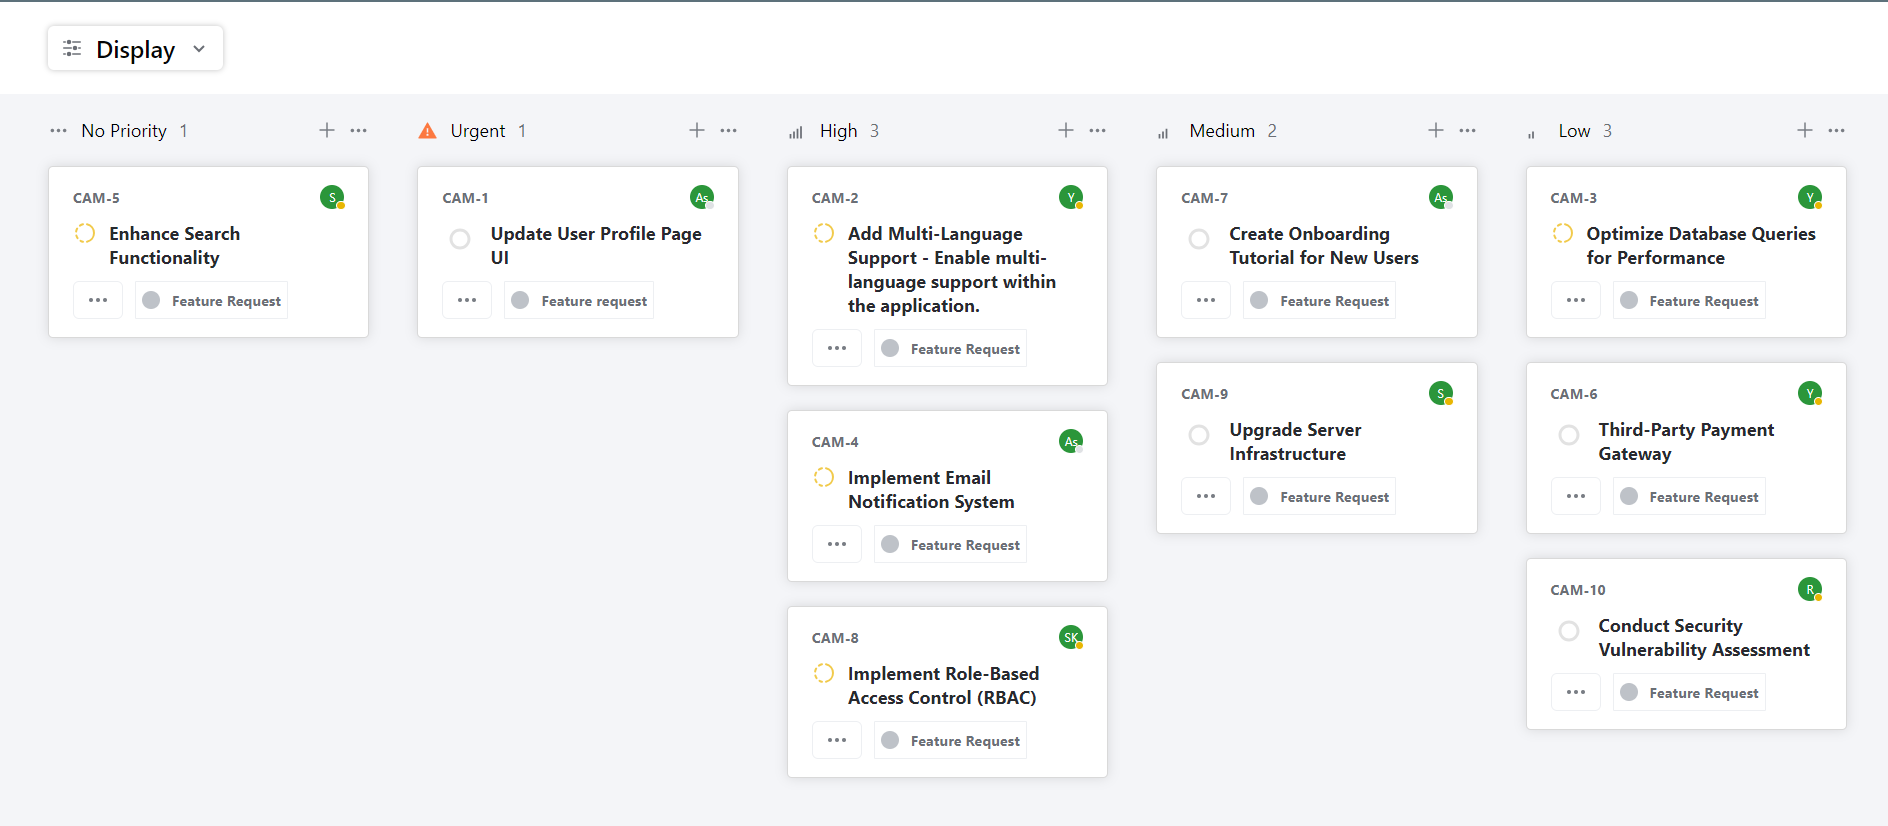 Display
No Priority 1
CAM-5
S
Enhance Search
Functionality
Feature Request
Urgent 1
CAM-1
As
Update User Profile Page
UI
Feature request
High 3
CAM-2
Y
Add Multi-Language
Support - Enable multi-
language support within
the application.
Feature Request
CAM-4
As
Implement Email
Notification System
Feature Request
CAM-8
SK
Implement Role-Based
Access Control (RBAC)
Feature Request
Medium 2
CAM-7
As
Create Onboarding
Tutorial for New Users
Feature Request
CAM-9
S
Upgrade Server
Infrastructure
Feature Request
Low 3
CAM-3
Y
Optimize Database Queries
for Performance
Feature Request
CAM-6
Y
Third-Party Payment
Gateway
Feature Request
CAM-10
R
Conduct Security
Vulnerability Assessment
Feature Request